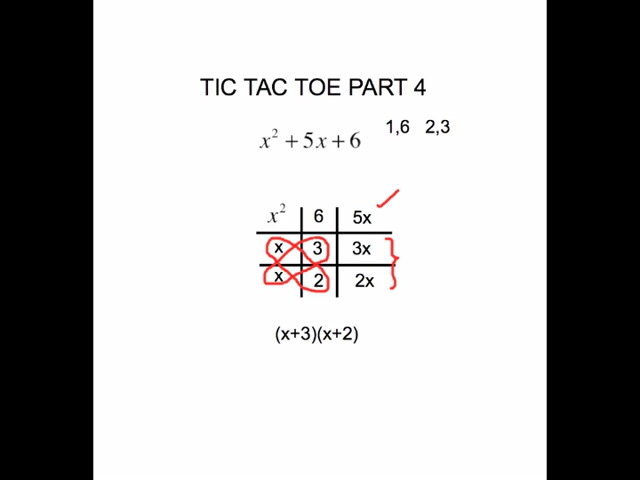 TIC TAC TOE PART 4
x² + 5x + 6 1,6 2,3
x² 6 5x
x 3 3x
x 2 2x
(x+3)(x+2)